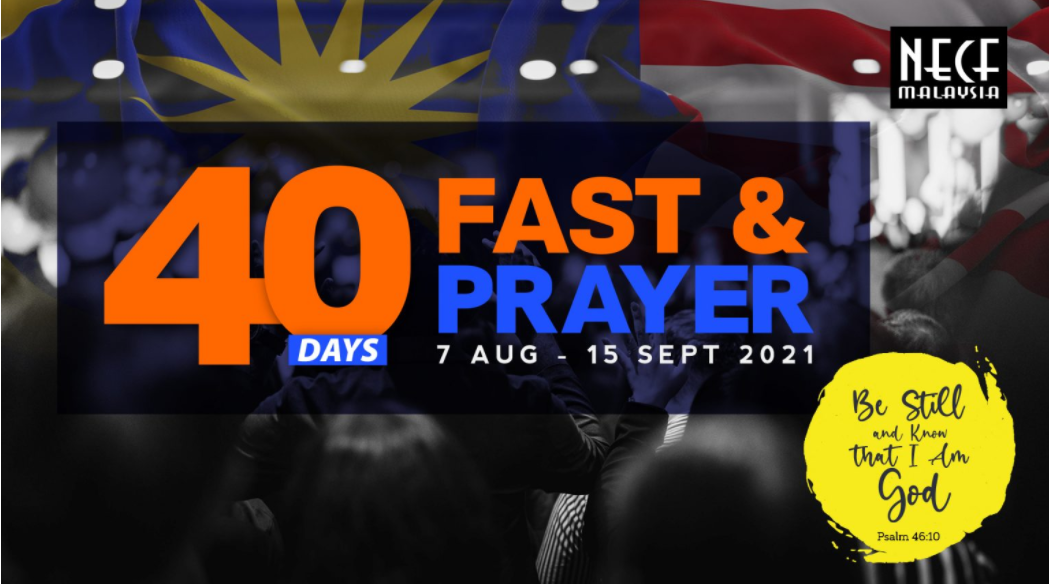 NECF
MALAYSIA
40
DAYS
FAST &
PRAYER
7 AUG - 15 SEPT 2021
Be Still
and Know
that I Am
God
Psalm 46:10